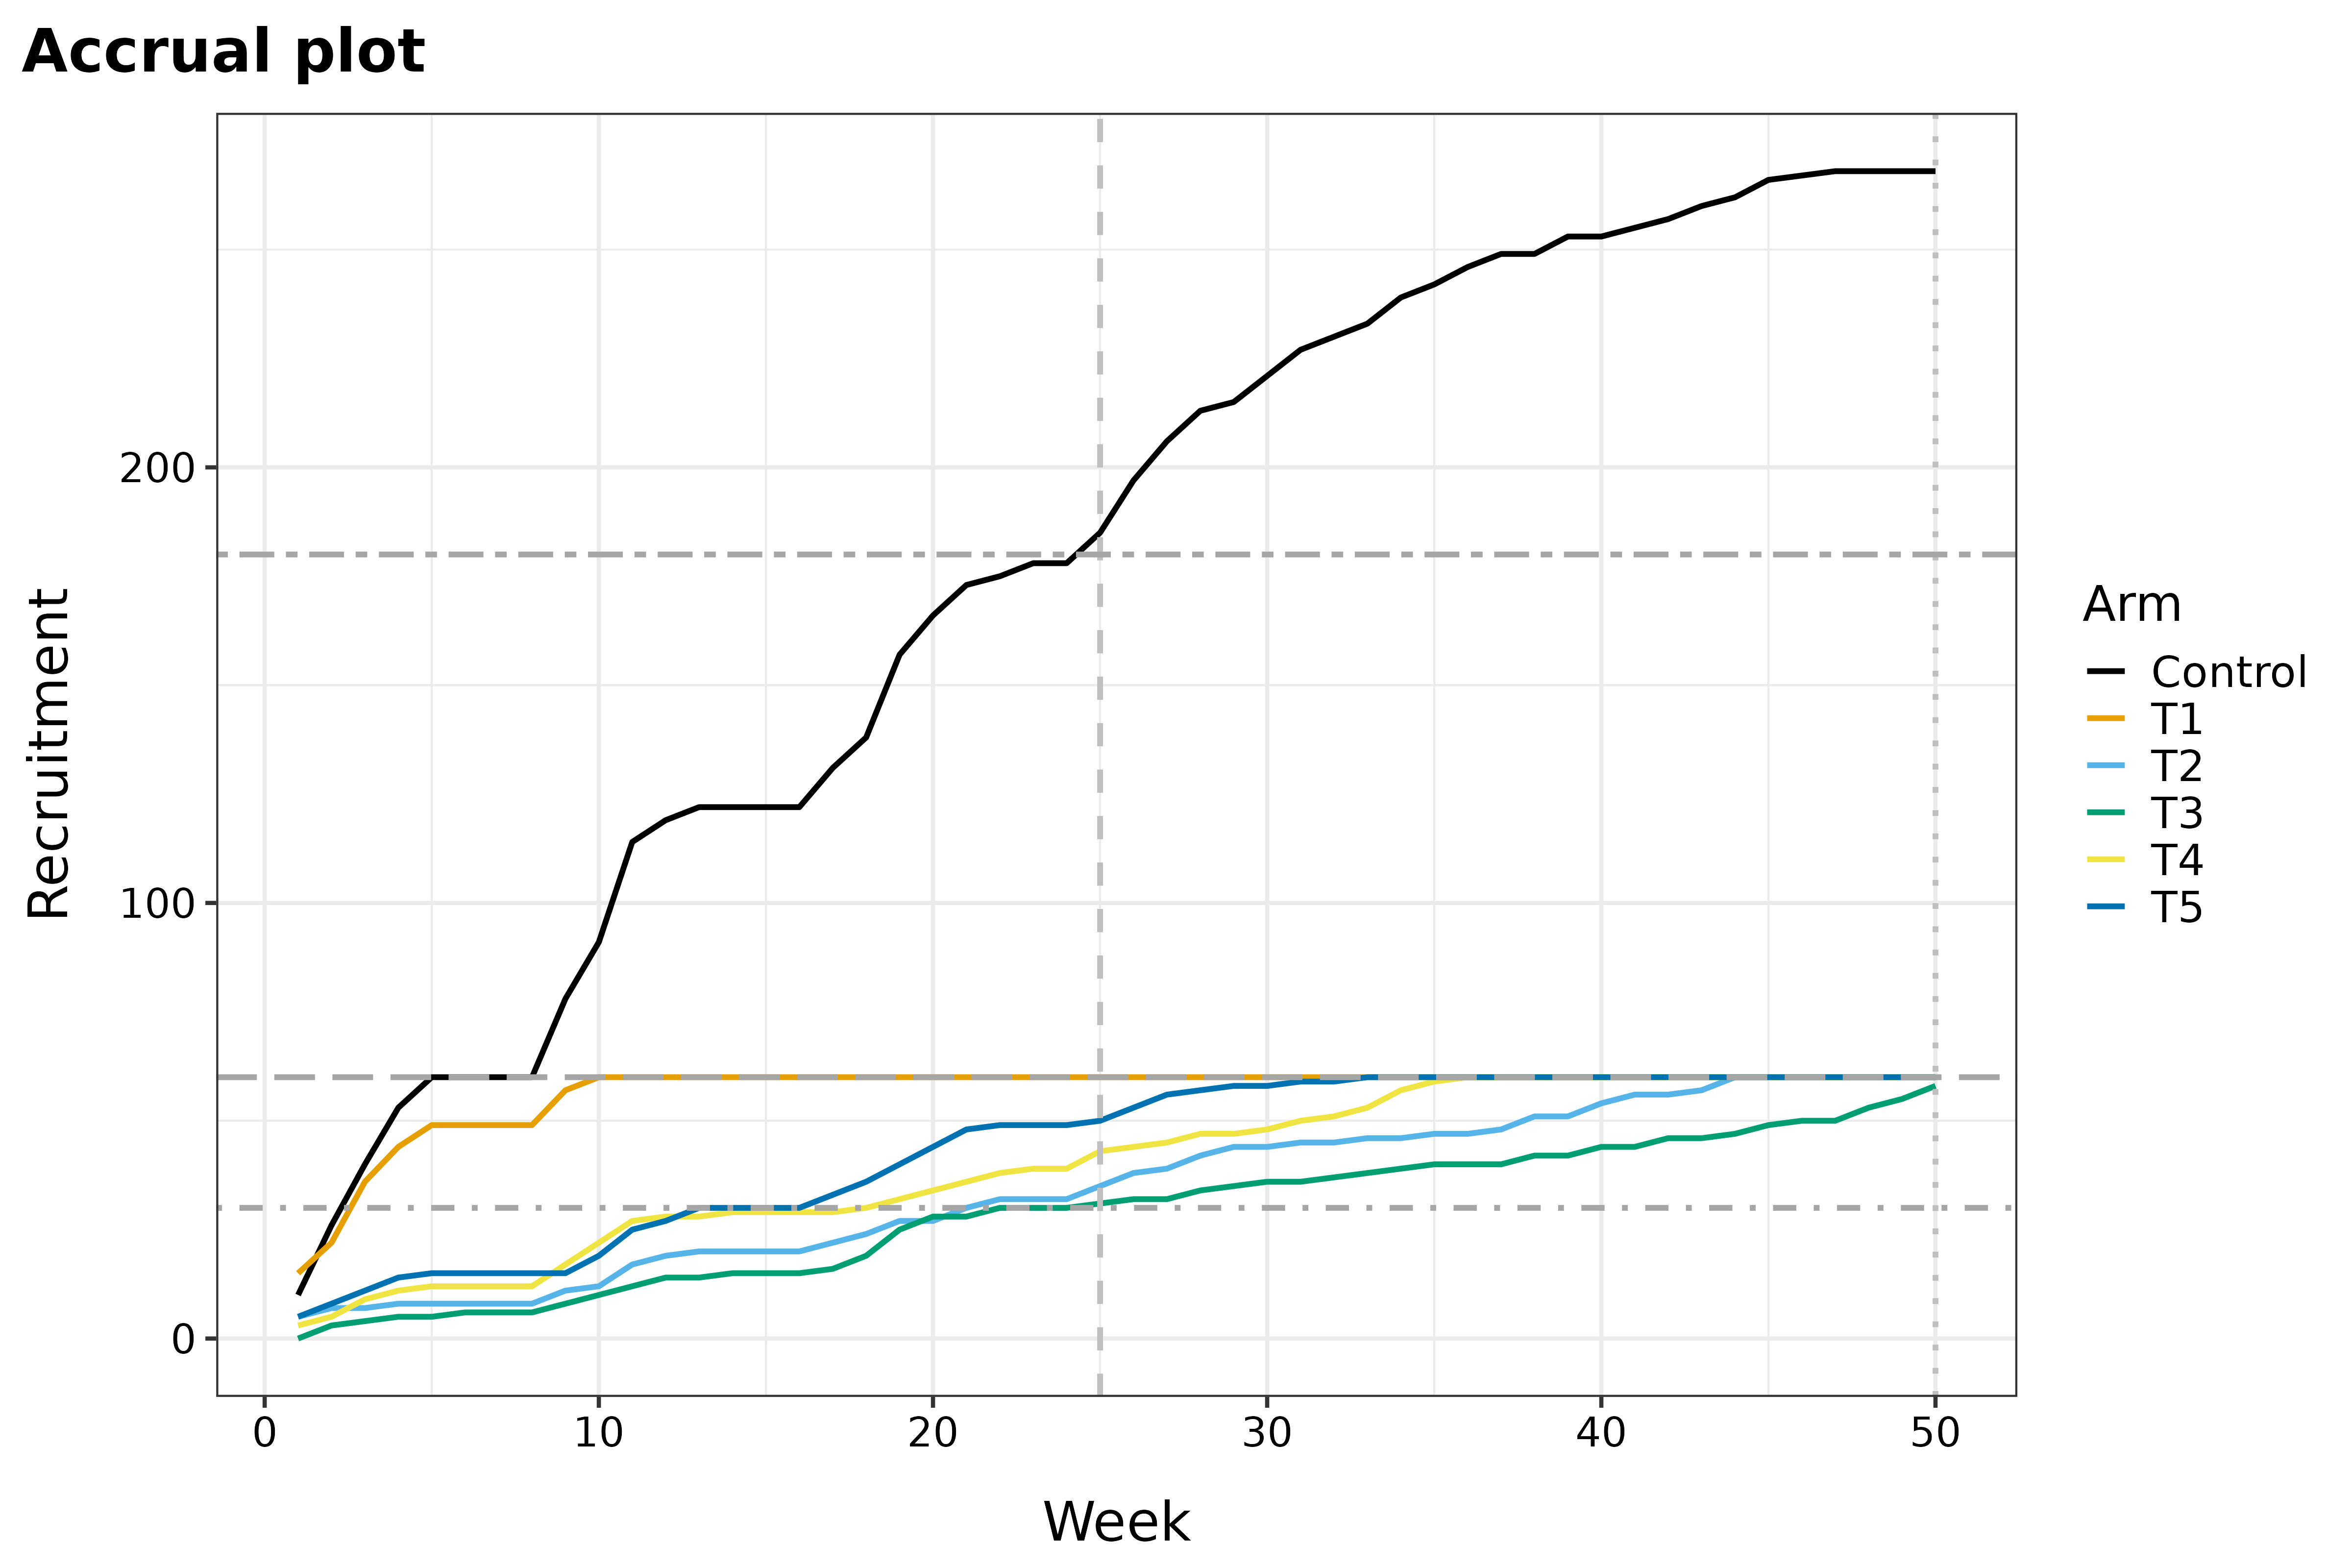 Accrual plot
Recruitment
200
100
0
0 10 20 30 40 50
Week
Arm
Control
T1
T2
T3
T4
T5